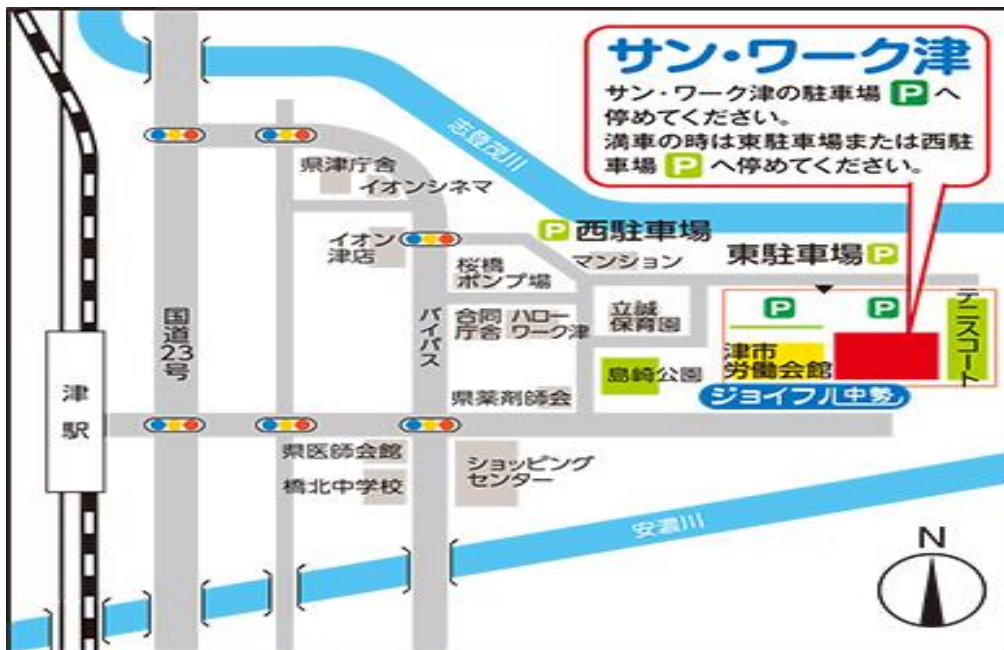 サン・ワーク津
サン・ワーク津の駐車場 P へ
停めてください。
満車の時は東駐車場または西駐
車場 P へ停めてください。
志登茂川
県津庁舎
イオンシネマ
イオン
津店
P 西駐車場
マンション
東駐車場 P
桜橋
ポンプ場
国道23号
バイパス
合同
庁舎
ハロー
ワーク津
立誠
保育園
P
P
テニスコート
津市
労働会館
島崎公園
ジョイフル中勢
県薬剤師会
津駅
県医師会館
橋北中学校
ショッピング
センター
安濃川
N